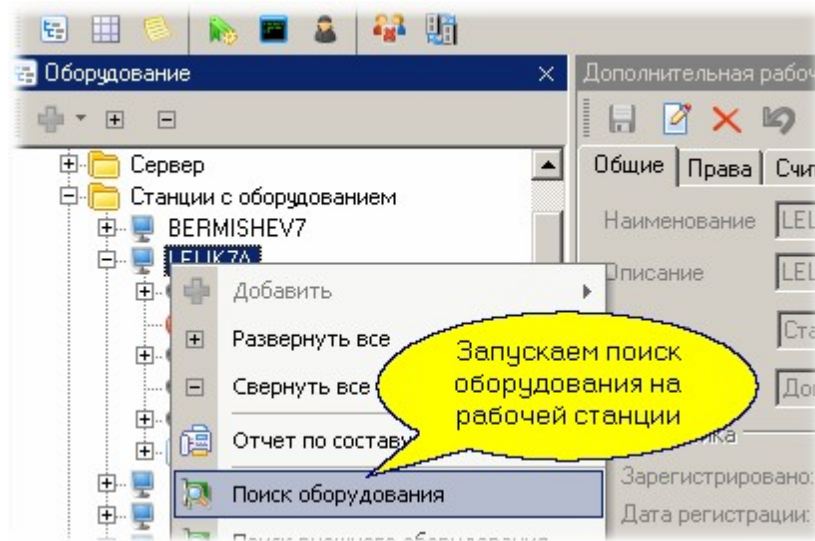 Оборудование
Дополнительная
Сервер
Станции с оборудованием
BERMISHEV7
LELIK7A
Добавить
Развернуть все
Свернуть все
Отчет по составу
Поиск оборудования
Запускаем поиск
оборудования на
рабочей станции
Общие
Права
Наименование
Описание
Зарегистрировано:
Дата регистрации: